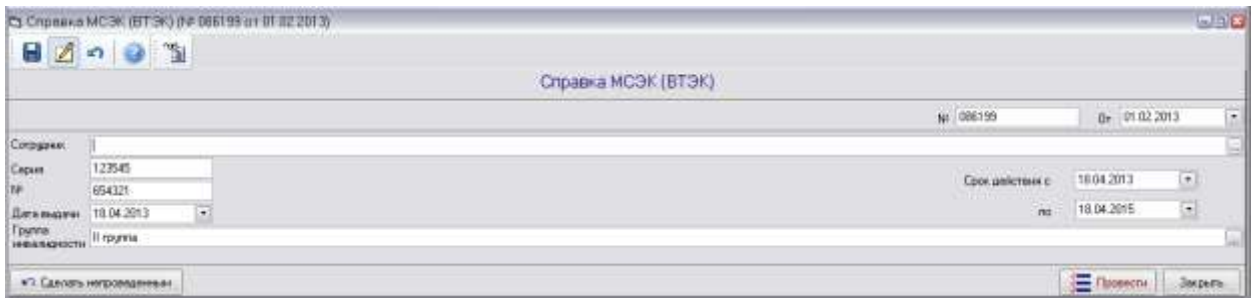 Справка МСЭК (ВТЭК) (№ 086199 от 01.02.2013)
Справка МСЭК (ВТЭК)
№ 086199 От 01.02.2013
Сотрудник
Серия 123545
№ 654321
Срок действия с 18.04.2013
Дата выдачи 18.04.2013
по 18.04.2015
Группа
инвалидности II группа
Сделать непроведенным Провести Закрыть